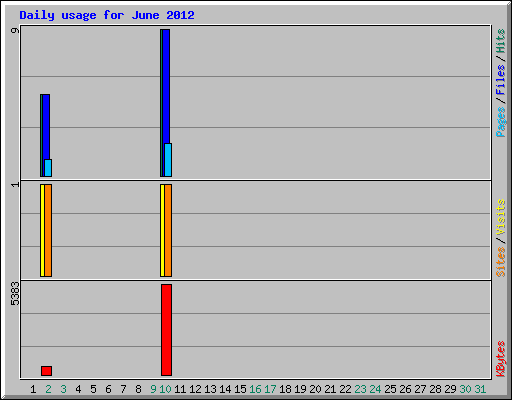 Daily usage for June 2012
9
Pages / Files / Hits
1
Sites / Visits
5383
KBytes
1 2 3 4 5 6 7 8 9 10 11 12 13 14 15 16 17 18 19 20 21 22 23 24 25 26 27 28 29 30 31